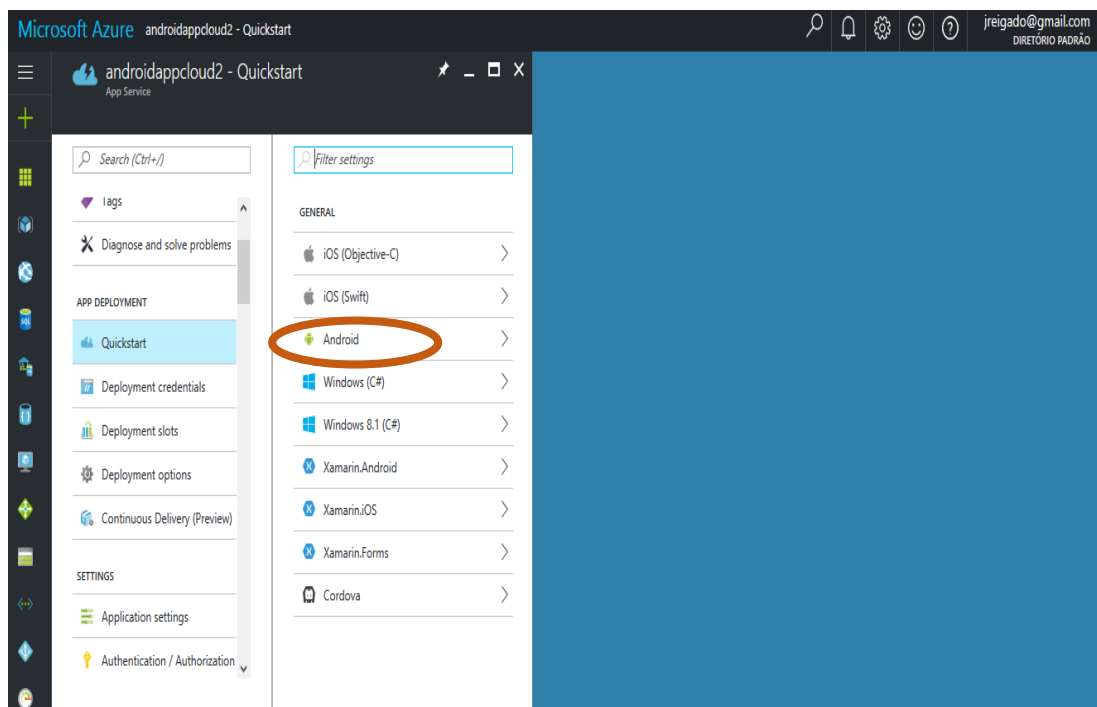 Microsoft Azure androidappcloud2 - Quickstart
jreigado@gmail.com
DIRETÓRIO PADRÃO
androidappcloud2 - Quickstart
App Service
Search (Ctrl+/)
Tags
Diagnose and solve problems
APP DEPLOYMENT
Quickstart
Deployment credentials
Deployment slots
Deployment options
Continuous Delivery (Preview)
SETTINGS
Application settings
Authentication / Authorization
Filter settings
GENERAL
iOS (Objective-C)
iOS (Swift)
Android
Windows (C#)
Windows 8.1 (C#)
Xamarin.Android
Xamarin.iOS
Xamarin.Forms
Cordova